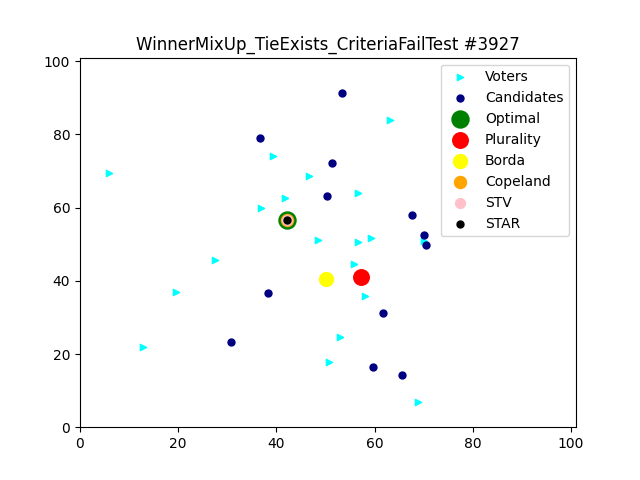 WinnerMixUp_TieExists_CriteriaFailTest #3927
100
80
60
40
20
0
0
20
40
60
80
100
Voters
Candidates
Optimal
Plurality
Borda
Copeland
STV
STAR